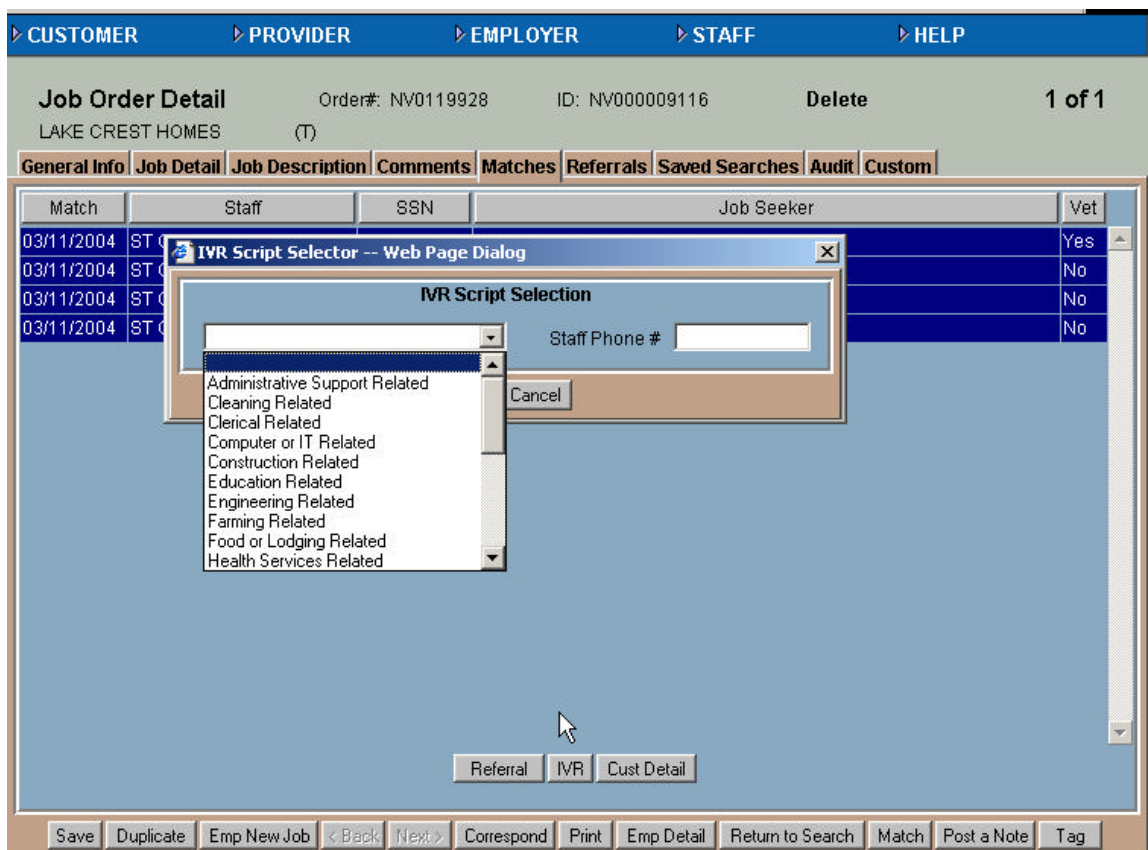 CUSTOMER PROVIDER EMPLOYER STAFF HELP
Job Order Detail Order#: NV0119928 ID: NV000009116 Delete 1 of 1
LAKE CREST HOMES (T)
General Info Job Detail Job Description Comments Matches Referrals Saved Searches Audit Custom
Match Staff SSN Job Seeker Vet
03/11/2004 ST Yes
03/11/2004 ST No
03/11/2004 ST No
03/11/2004 ST No
IVR Script Selector -- Web Page Dialog
IVR Script Selection
Staff Phone #
Administrative Support Related
Cleaning Related
Clerical Related
Computer or IT Related
Construction Related
Education Related
Engineering Related
Farming Related
Food or Lodging Related
Health Services Related
Cancel
Referral IVR Cust Detail
Save Duplicate Emp New Job < Back Next > Correspond Print Emp Detail Return to Search Match Post a Note Tag